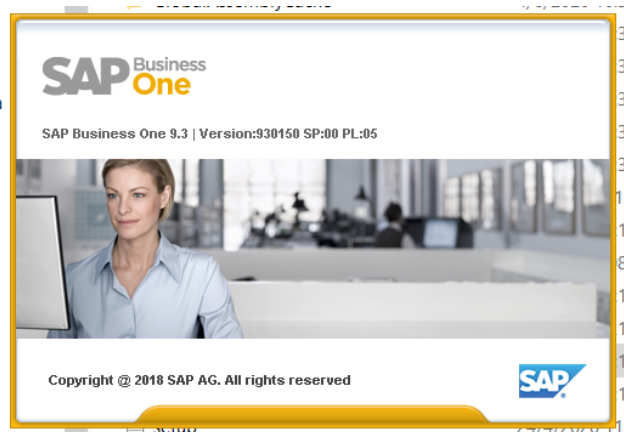 SAP Business
One
SAP Business One 9.3 | Version:930150 SP:00 PL:05
Copyright @ 2018 SAP AG. All rights reserved
SAP